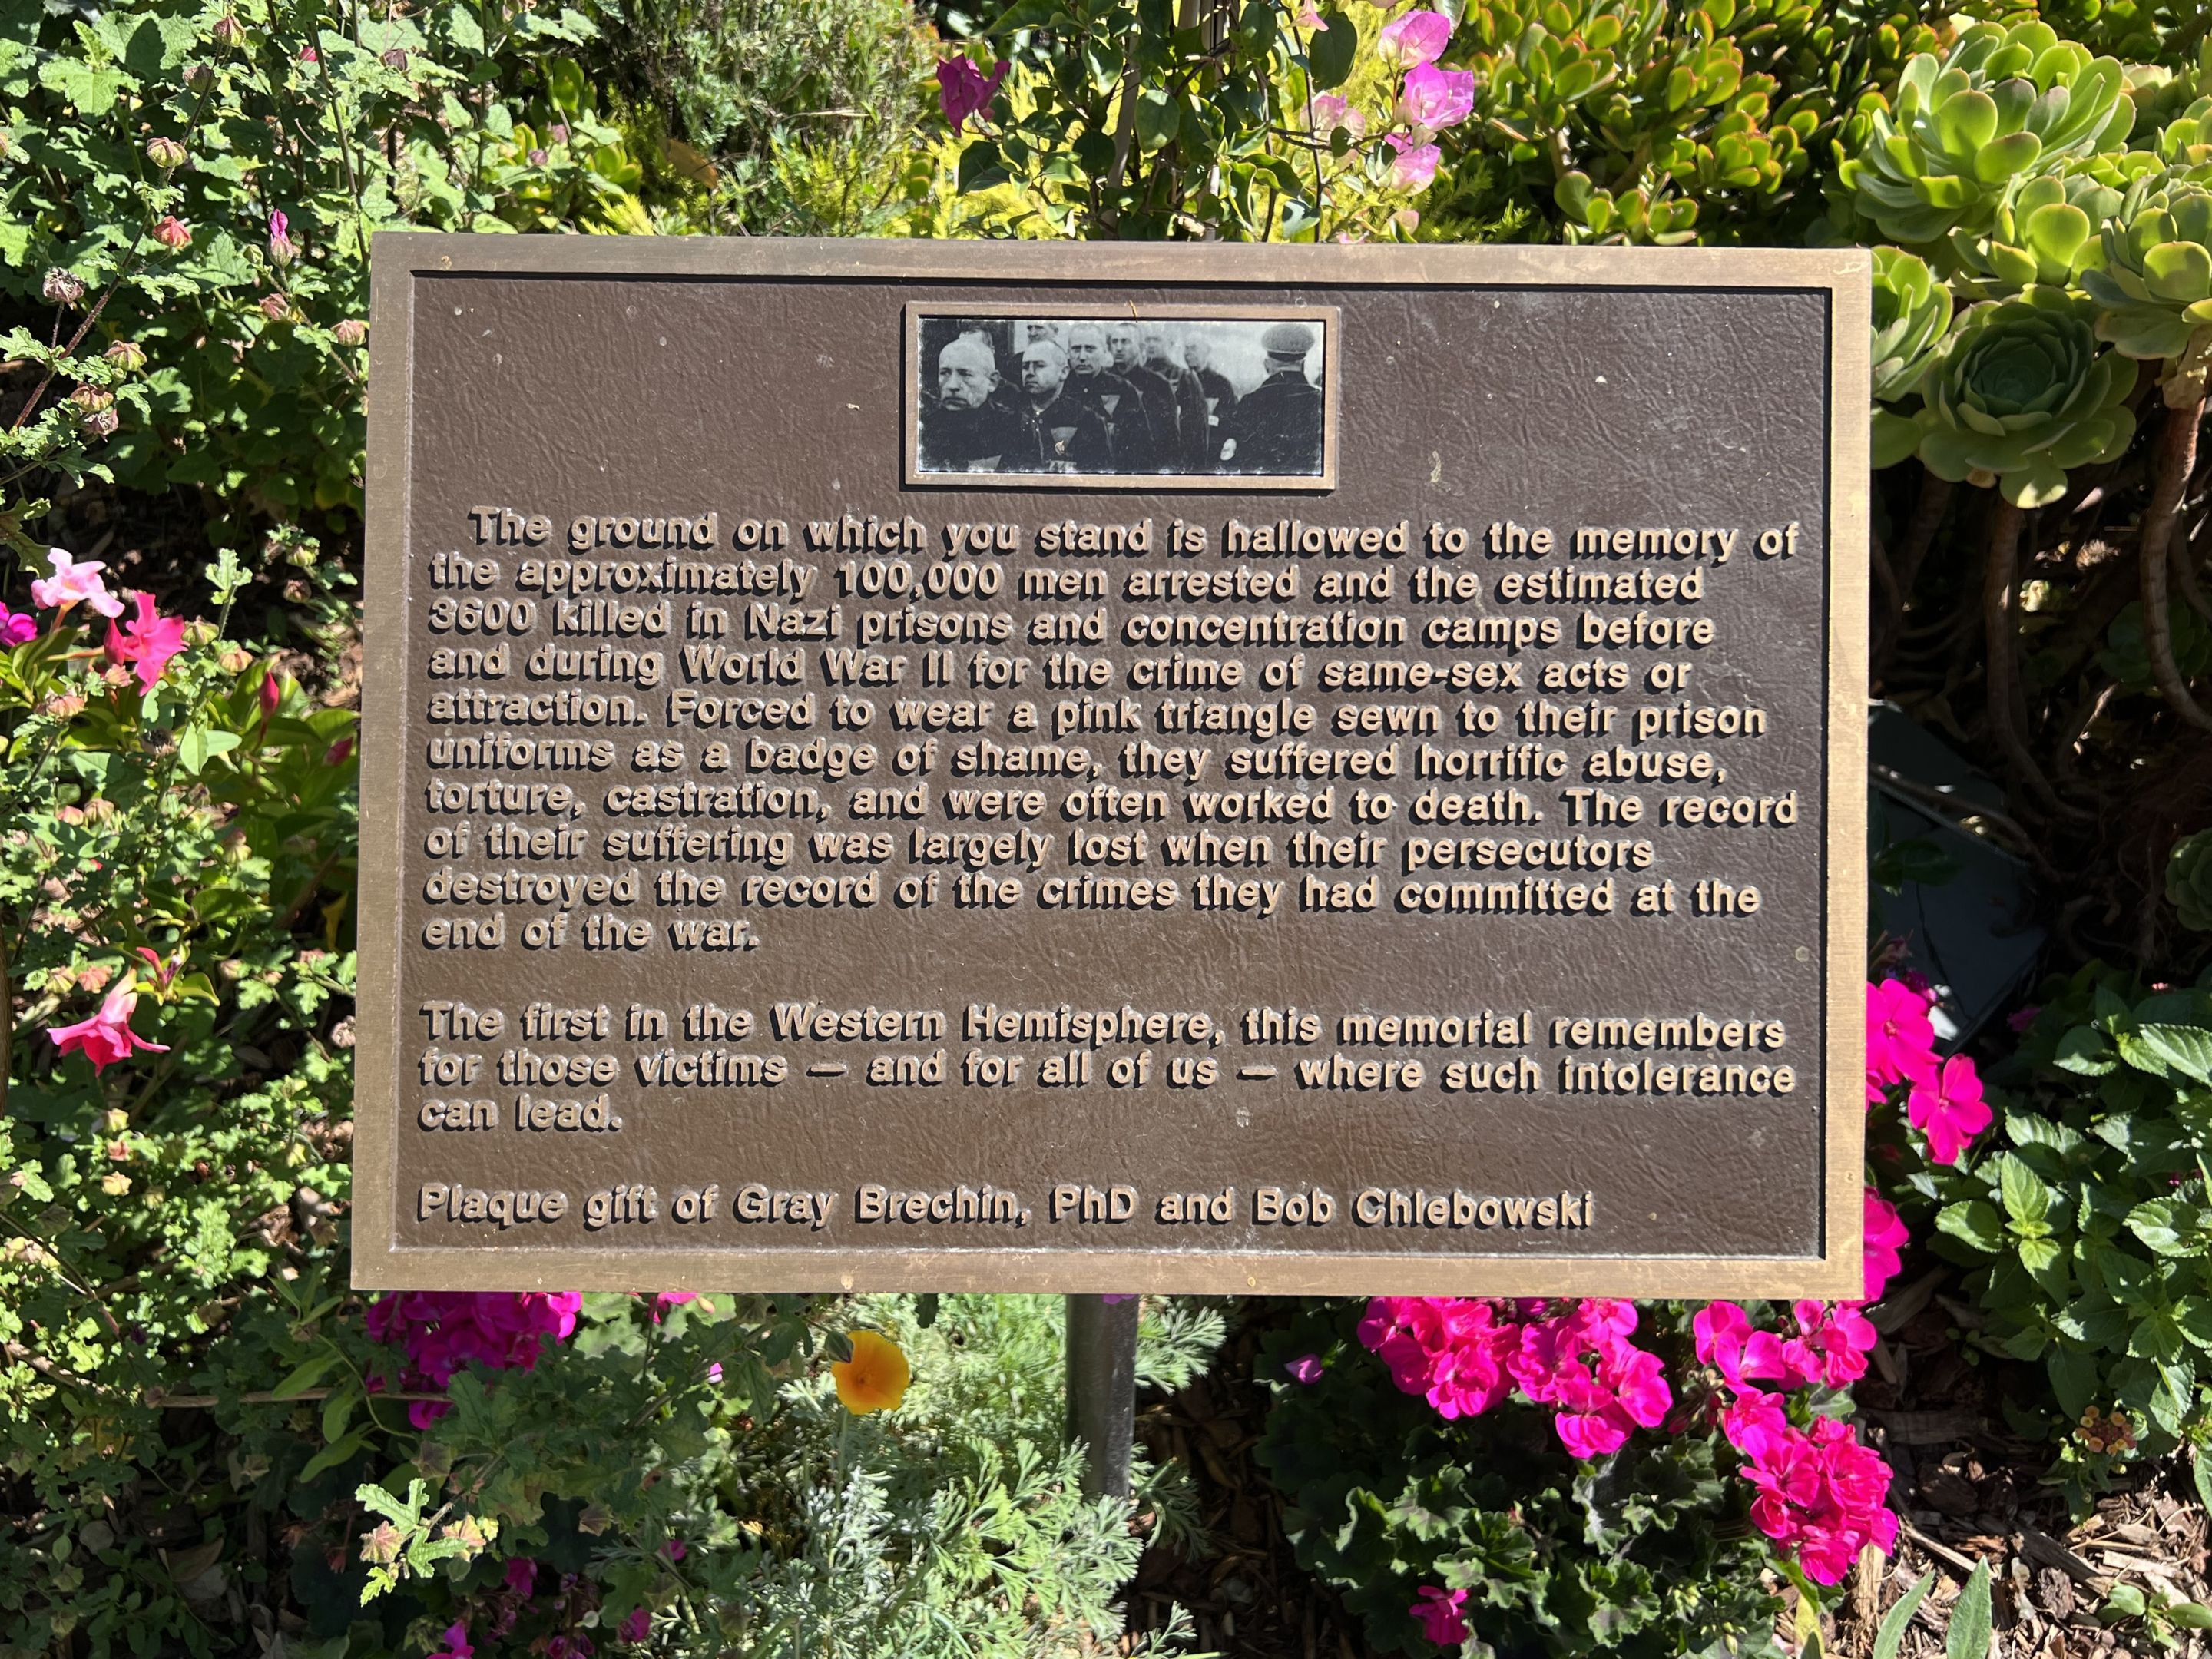 The ground on which you stand is hallowed to the memory of
the approximately 100,000 men arrested and the estimated
3600 killed in Nazi prisons and concentration camps before
and during World War II for the crime of same-sex acts or
attraction. Forced to wear a pink triangle sewn to their prison
uniforms as a badge of shame, they suffered horrific abuse,
torture, castration, and were often worked to death. The record
of their suffering was largely lost when their persecutors
destroyed the record of the crimes they had committed at the
end of the war.
The first in the Western Hemisphere, this memorial remembers
for those victims — and for all of us — where such intolerance
can lead.
Plaque gift of Gray Brechin, PhD and Bob Chlebowski